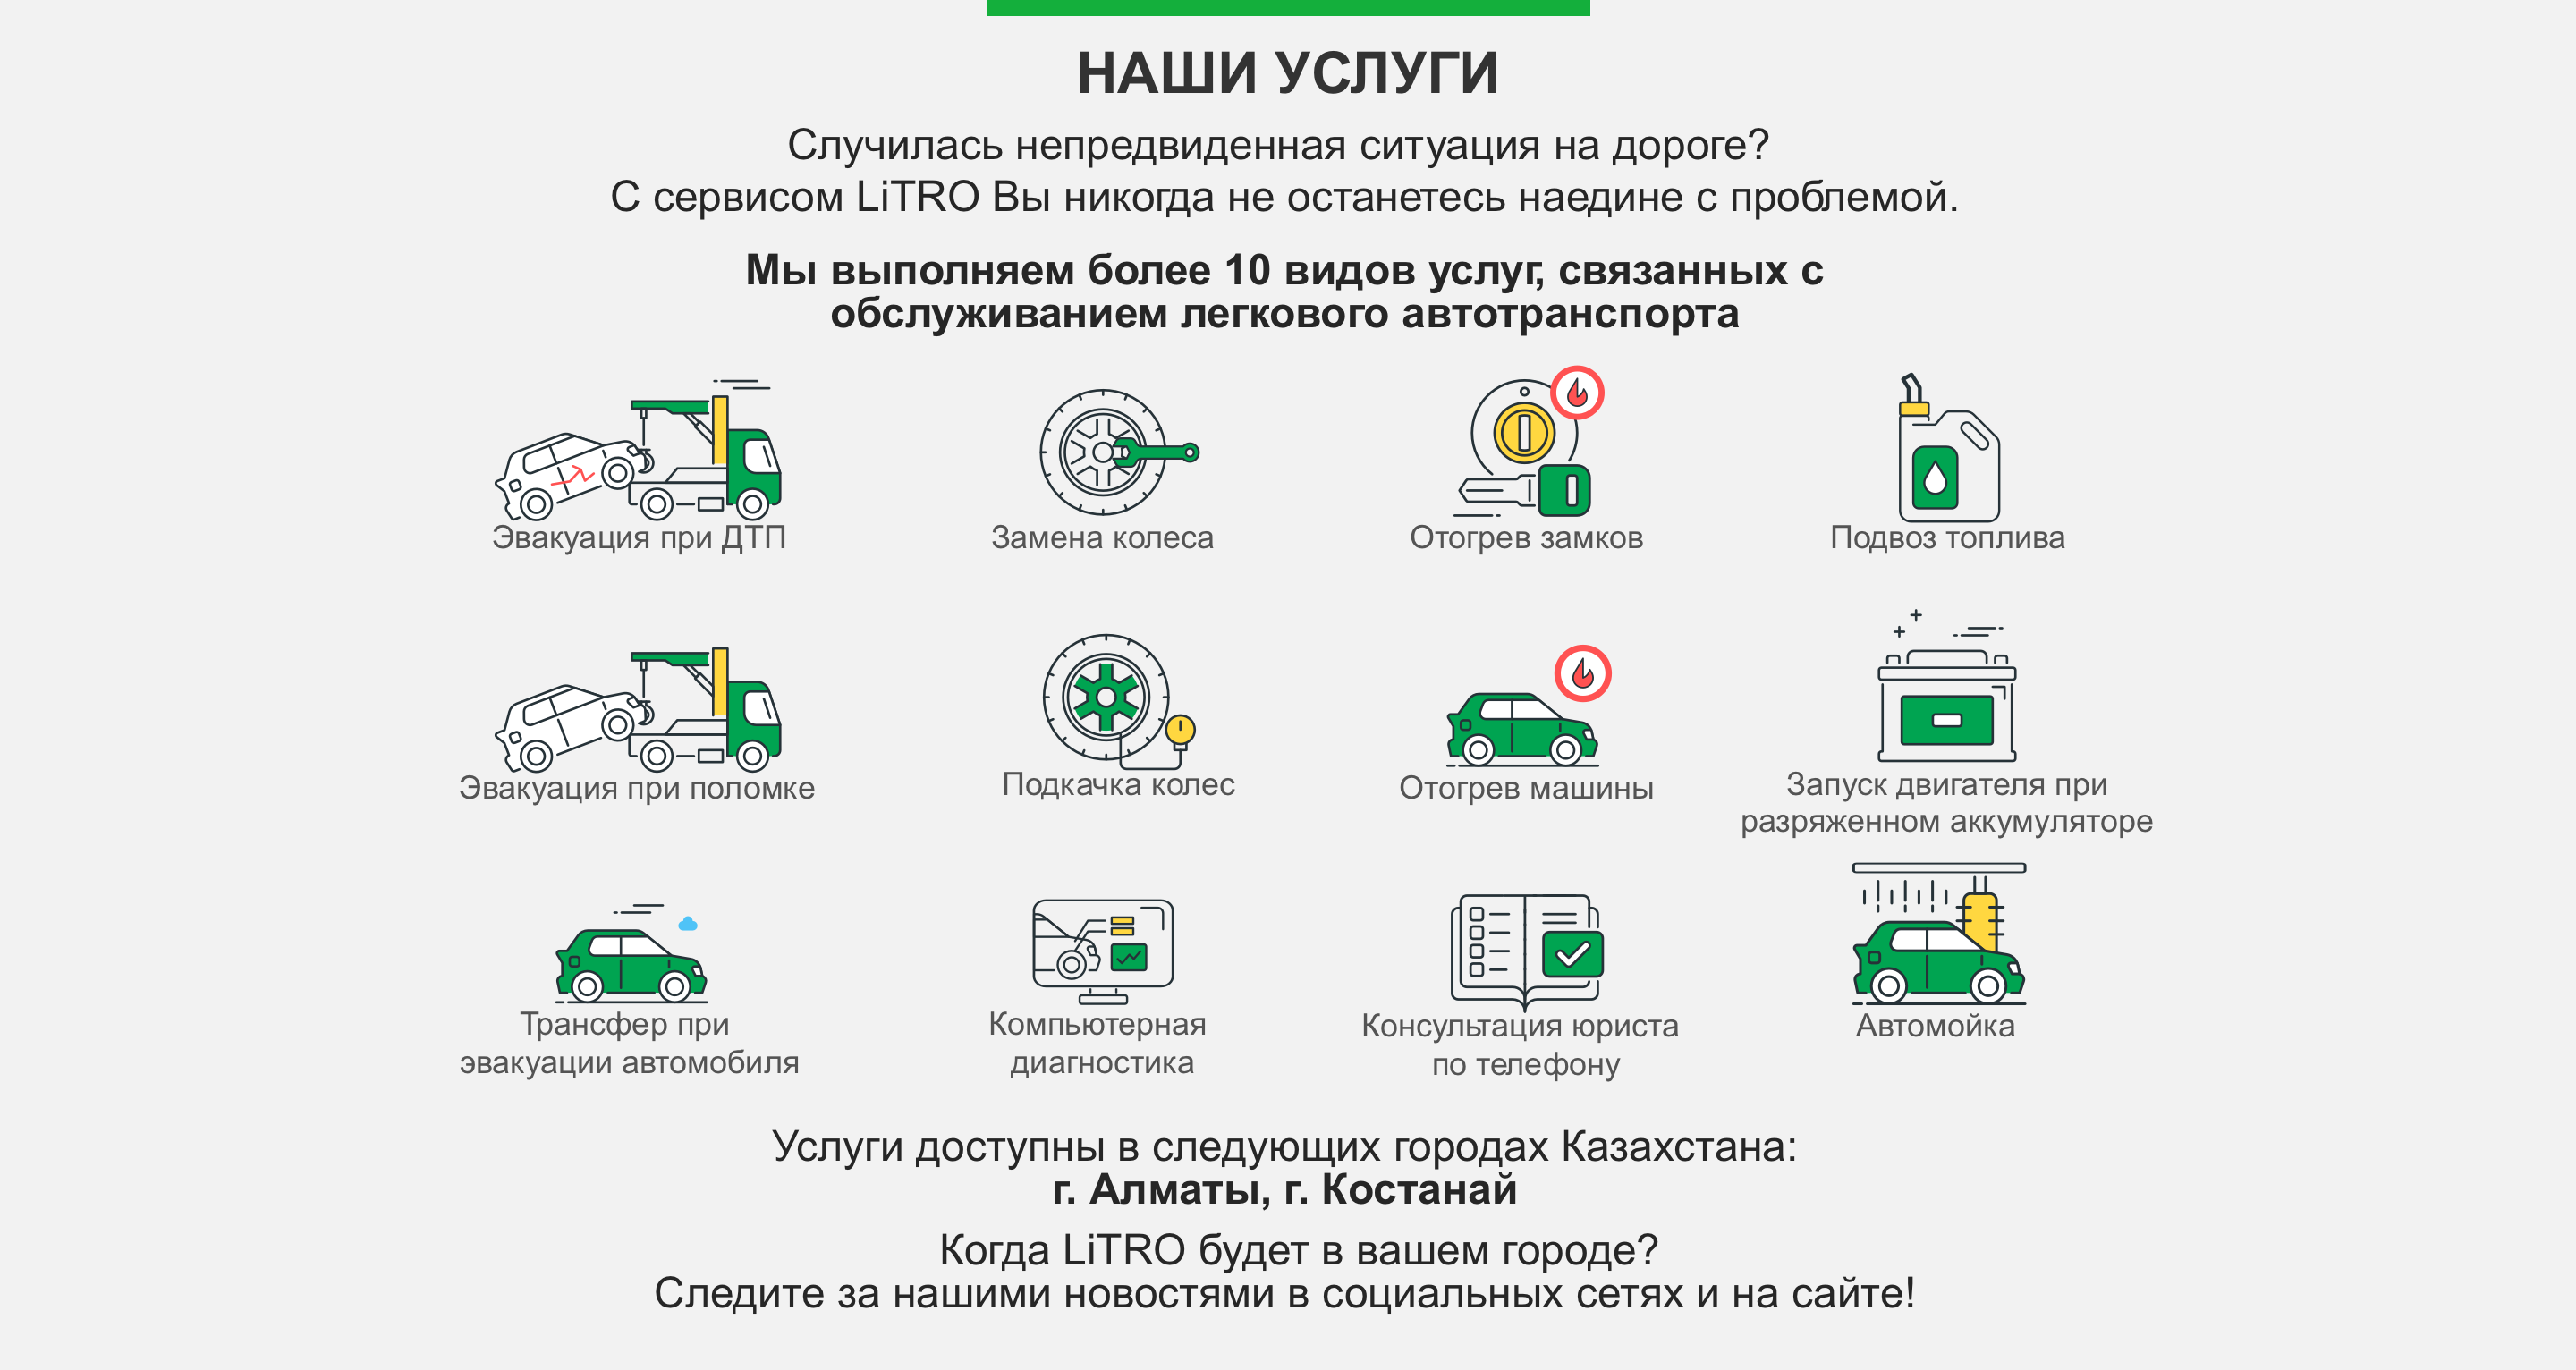 НАШИ УСЛУГИ
Случилась непредвиденная ситуация на дороге?
С сервисом LiTRO Вы никогда не останетесь наедине с проблемой.
Мы выполняем более 10 видов услуг, связанных с
обслуживанием легкового автотранспорта
Эвакуация при ДТП
Замена колеса
Отогрев замков
Подвоз топлива
Эвакуация при поломке
Подкачка колес
Отогрев машины
Запуск двигателя при
разряженном аккумуляторе
Трансфер при
эвакуации автомобиля
Компьютерная
диагностика
Консультация юриста
по телефону
Автомойка
Услуги доступны в следующих городах Казахстана:
г. Алматы, г. Костанай
Когда LiTRO будет в вашем городе?
Следите за нашими новостями в социальных сетях и на сайте!